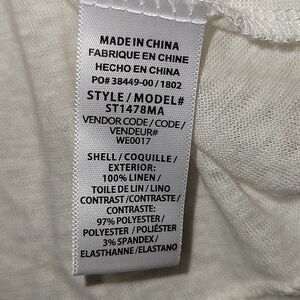 MADE IN CHINA
FABRIQUE EN CHINE
HECHO EN CHINA
PO# 38449-00 / 1802
STYLE / MODEL#
ST1478MA
VENDOR CODE / CODE /
VENDEUR#
WE0017
SHELL / COQUILLE /
EXTERIOR:
100% LINEN /
TOILE DE LIN / LINO
CONTRAST /CONTRASTE /
CONTRASTE:
97% POLYESTER /
POLYESTER / POLIÉSTER
3% SPANDEX /
ELASTHANNE /ELASTANO